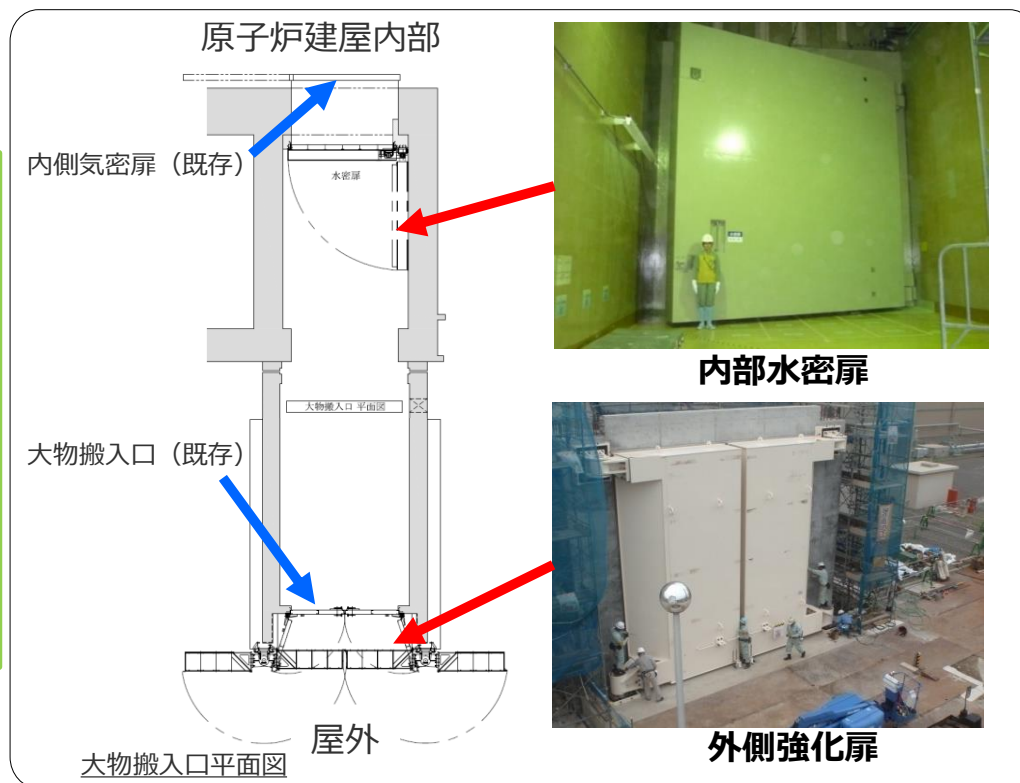 原子炉建屋内部
内側気密扉（既存）
水密扉
内部水密扉
大物搬入口 平面図
大物搬入口（既存）
屋外
外側強化扉
大物搬入口平面図